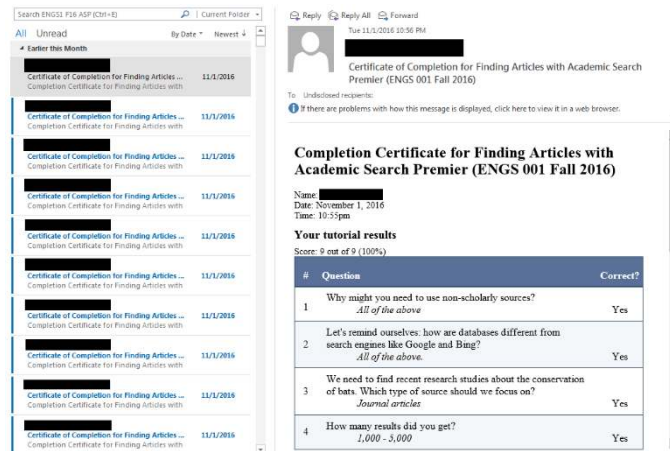 Search ENGS1 F16 ASP (Ctrl+E)
Current Folder
All Unread By Date Newest ↓
Earlier this Month
Certificate of Completion for Finding Articles ... 11/1/2016
Completion Certificate for Finding Articles with
Certificate of Completion for Finding Articles ... 11/1/2016
Completion Certificate for Finding Articles with
Certificate of Completion for Finding Articles ... 11/1/2016
Completion Certificate for Finding Articles with
Certificate of Completion for Finding Articles ... 11/1/2016
Completion Certificate for Finding Articles with
Certificate of Completion for Finding Articles ... 11/1/2016
Completion Certificate for Finding Articles with
Certificate of Completion for Finding Articles ... 11/1/2016
Completion Certificate for Finding Articles with
Certificate of Completion for Finding Articles ... 11/1/2016
Completion Certificate for Finding Articles with
Certificate of Completion for Finding Articles ... 11/1/2016
Completion Certificate for Finding Articles with
Certificate of Completion for Finding Articles ... 11/1/2016
Completion Certificate for Finding Articles with
Certificate of Completion for Finding Articles ... 11/1/2016
Completion Certificate for Finding Articles with
Reply Reply All Forward
Tue 11/1/2016 10:56 PM
Certificate of Completion for Finding Articles with Academic Search
Premier (ENGS 001 Fall 2016)
To Undisclosed recipients:
If there are problems with how this message is displayed, click here to view it in a web browser.
Completion Certificate for Finding Articles with
Academic Search Premier (ENGS 001 Fall 2016)
Name:
Date: November 1, 2016
Time: 10:55pm
Your tutorial results
Score: 9 out of 9 (100%)
# Question Correct?
1 Why might you need to use non-scholarly sources?
All of the above Yes
2 Let's remind ourselves: how are databases different from
search engines like Google and Bing?
All of the above. Yes
3 We need to find recent research studies about the conservation
of bats. Which type of source should we focus on?
Journal articles Yes
4 How many results did you get?
1,000 - 5,000 Yes